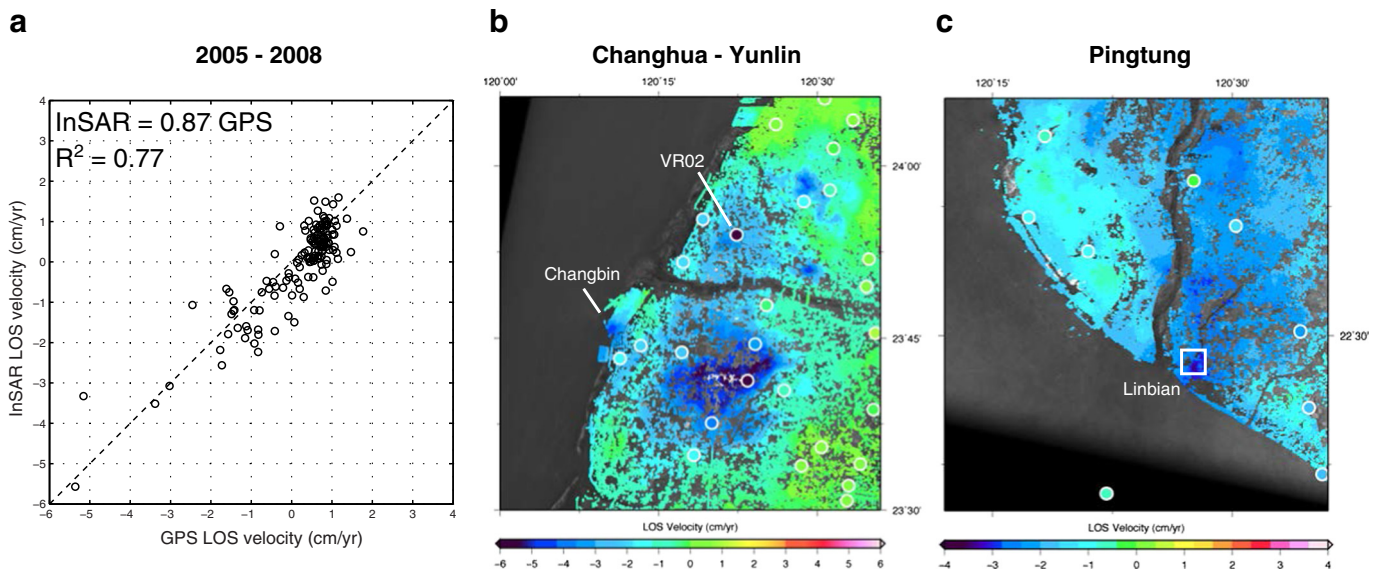 a
2005 - 2008
InSAR = 0.87 GPS
R² = 0.77
4
3
2
1
0
−1
−2
−3
−4
−5
−6
−6 −5 −4 −3 −2 −1 0 1 2 3 4
InSAR LOS velocity (cm/yr)
GPS LOS velocity (cm/yr)
b
Changhua - Yunlin
120˚00' 120˚15' 120˚30'
VR02
24˚00'
Changbin
23˚45'
23˚30'
LOS Velocity (cm/yr)
−6 −5 −4 −3 −2 −1 0 1 2 3 4 5 6
c
Pingtung
120˚15' 120˚30'
22˚30'
Linbian
LOS Velocity (cm/yr)
−4 −3 −2 −1 0 1 2 3 4